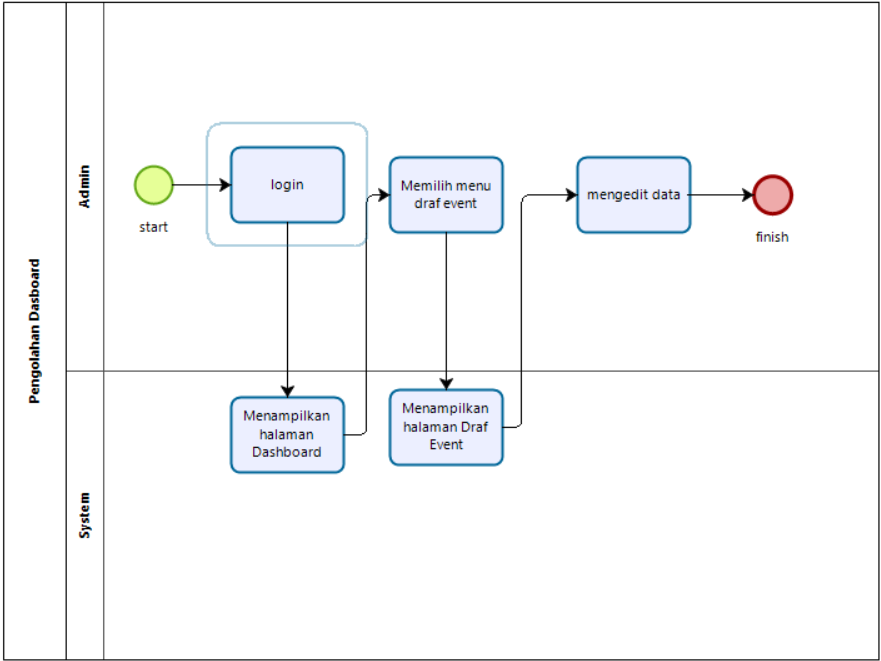 Pengolahan Dasboard
Admin
start
login
Memilih menu
draf event
mengedit data
finish
System
Menampilkan
halaman
Dashboard
Menampilkan
halaman Draf
Event